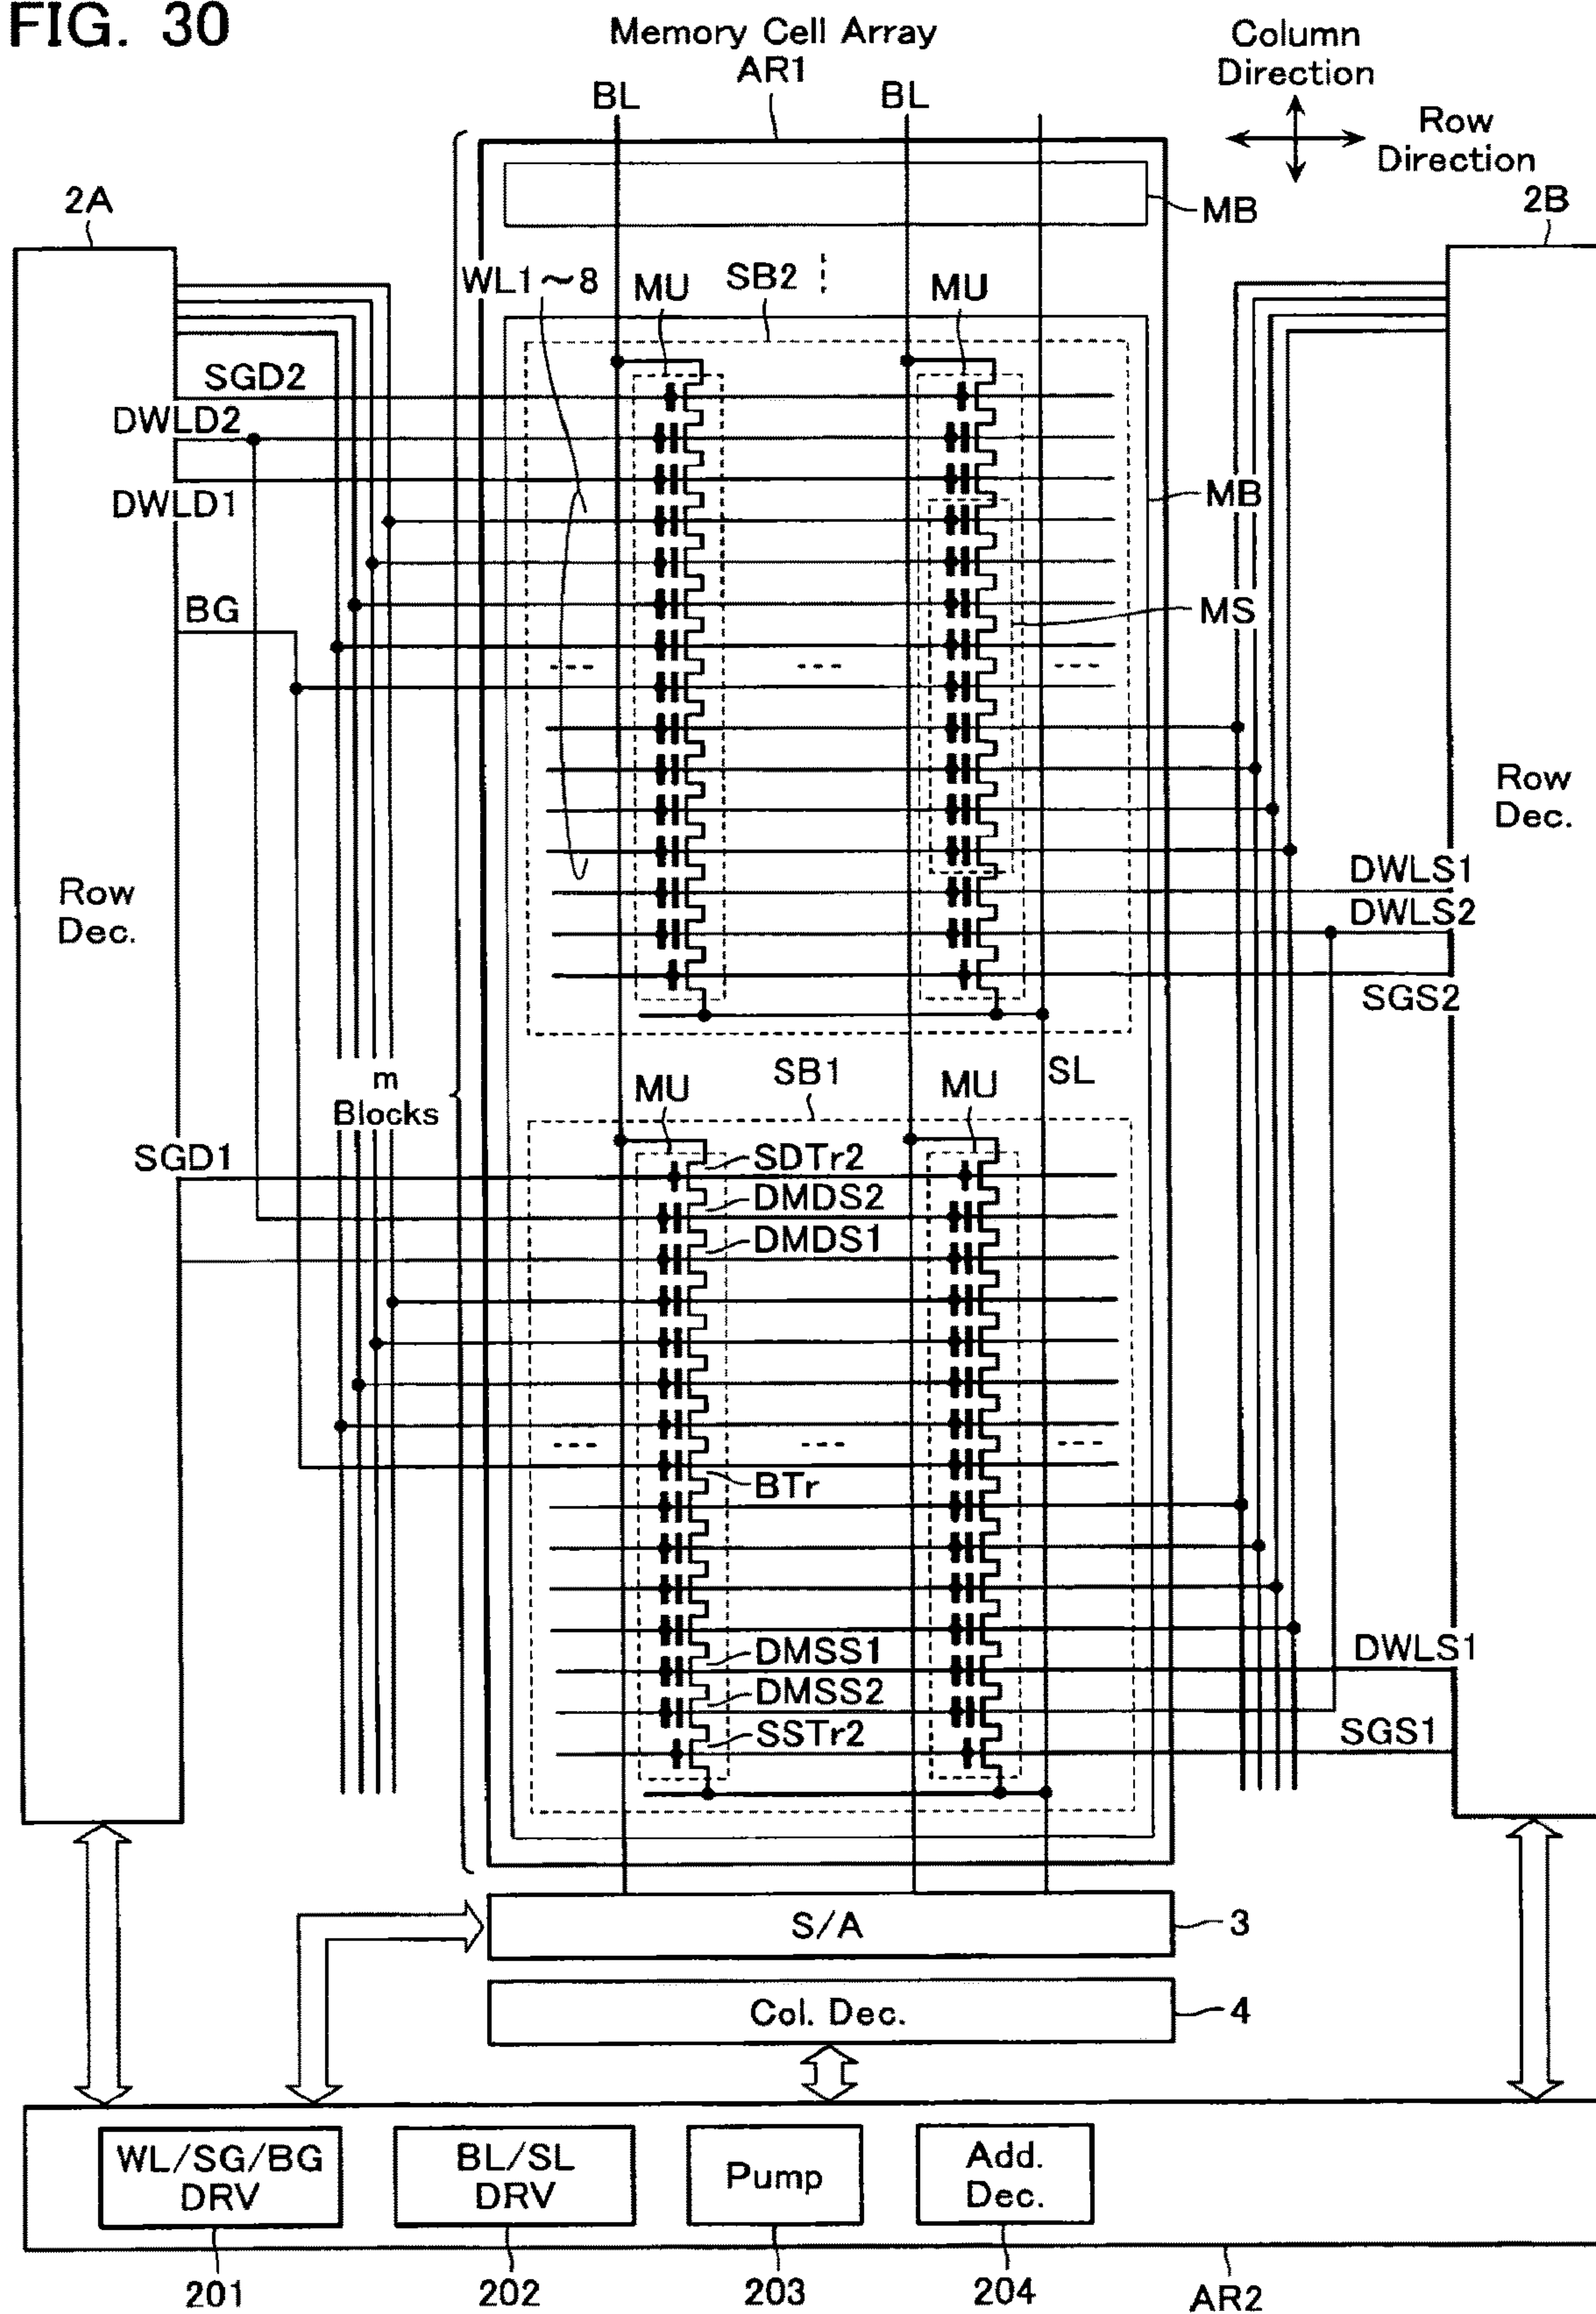 FIG. 30
Memory Cell Array
AR1
Column
Direction
Row
Direction
BL
BL
2A
2B
MB
WL1~8
MU
SB2
MU
SGD2
DWLD2
DWLD1
MB
BG
MS
Row
Dec.
Row
Dec.
DWLS1
DWLS2
SGS2
m
Blocks
MU
SB1
MU
SL
SGD1
SDTr2
DMDS2
DMDS1
BTr
DMSS1
DWLS1
DMSS2
SSTr2
SGS1
S/A
3
Col. Dec.
4
WL/SG/BG
DRV
BL/SL
DRV
Pump
Add.
Dec.
201
202
203
204
AR2